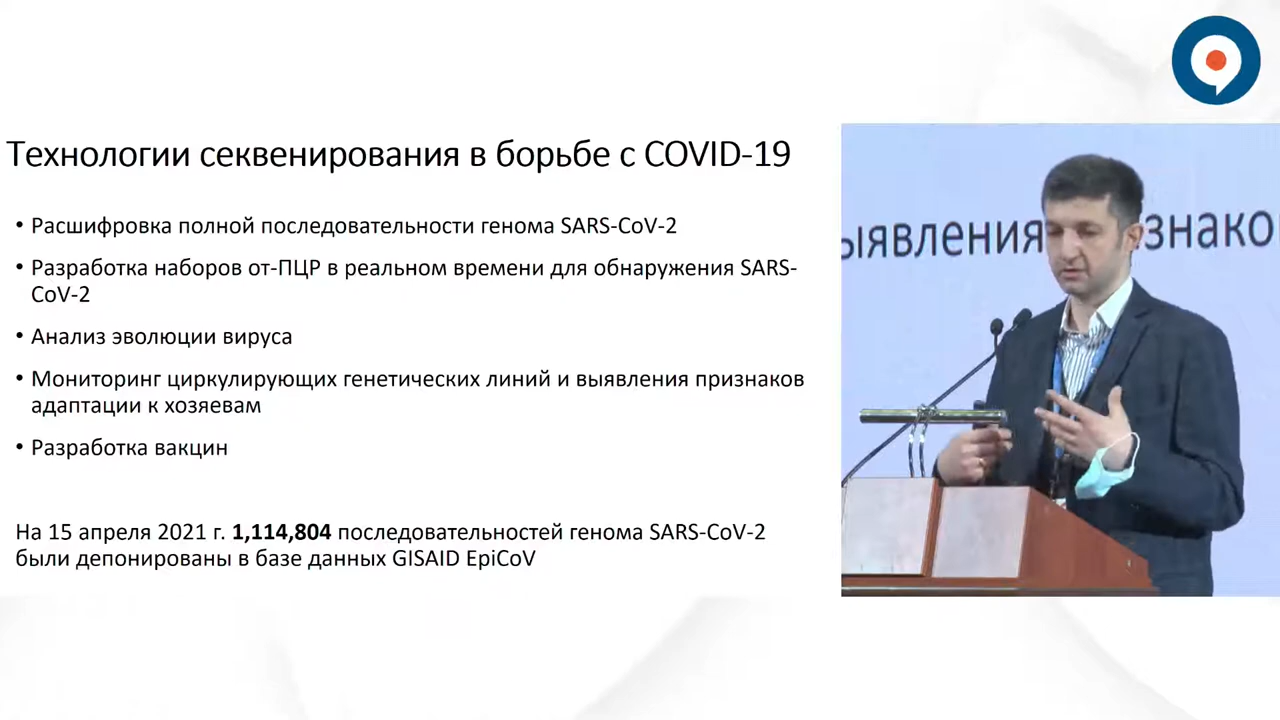 Технологии секвенирования в борьбе с COVID-19
• Расшифровка полной последовательности генома SARS-CoV-2
• Разработка наборов от-ПЦР в реальном времени для обнаружения SARS-
CoV-2
• Анализ эволюции вируса
• Мониторинг циркулирующих генетических линий и выявления признаков
адаптации к хозяевам
• Разработка вакцин
На 15 апреля 2021 г. 1,114,804 последовательностей генома SARS-CoV-2
были депонированы в базе данных GISAID EpiCoV
ыявления знако